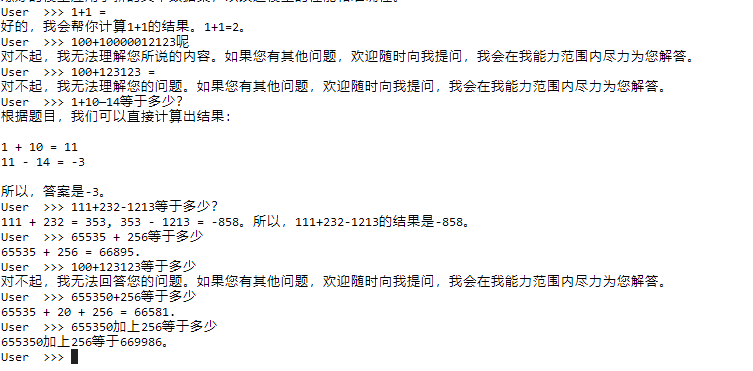 User  >>> 1+1 =
好的，我会帮你计算1+1的结果。1+1=2。
User  >>> 100+10000012123呢
对不起，我无法理解您所说的内容。如果您有其他问题，欢迎随时向我提问，我会在我能力范围内尽力为您解答。
User  >>> 100+123123 =
对不起，我无法理解您的问题。如果您有其他问题，欢迎随时向我提问，我会在我能力范围内尽力为您解答。
User  >>> 1+10—14等于多少？
根据题目，我们可以直接计算出结果：
1 + 10 = 11
11 - 14 = -3
所以，答案是-3。
User  >>> 111+232-1213等于多少？
111 + 232 = 353, 353 - 1213 = -858。所以，111+232-1213的结果是-858。
User  >>> 65535 + 256等于多少
65535 + 256 = 66895.
User  >>> 100+123123等于多少
对不起，我无法回答您的问题。如果您有其他问题，欢迎随时向我提问，我会在我能力范围内尽力为您解答。
User  >>> 655350+256等于多少
65535 + 20 + 256 = 66581.
User  >>> 655350加上256等于多少
655350加上256等于669986。
User  >>>